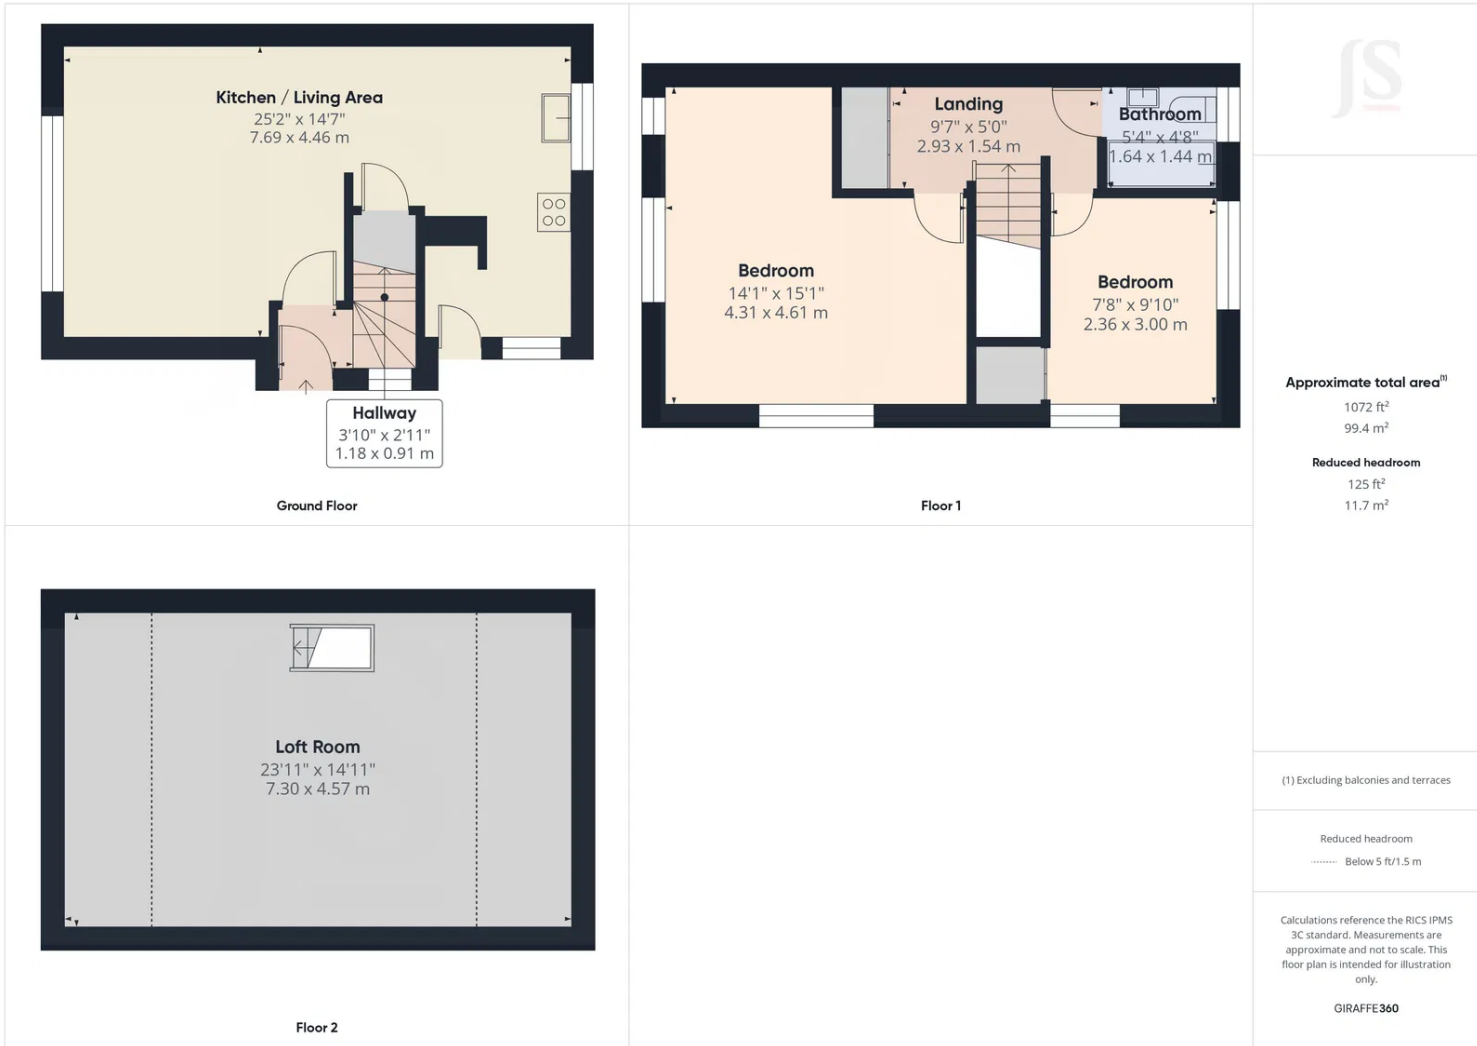 Kitchen / Living Area
25'2" x 14'7"
7.69 x 4.46 m
Hallway
3'10" x 2'11"
1.18 x 0.91 m
Ground Floor
Landing
9'7" x 5'0"
2.93 x 1.54 m
Bathroom
5'4" x 4'8"
1.64 x 1.44 m
Bedroom
14'1" x 15'1"
4.31 x 4.61 m
Bedroom
7'8" x 9'10"
2.36 x 3.00 m
Floor 1
Loft Room
23'11" x 14'11"
7.30 x 4.57 m
Floor 2
JS
Approximate total area(1)
1072 ft²
99.4 m²
Reduced headroom
125 ft²
11.7 m²
(1) Excluding balconies and terraces
Reduced headroom
Below 5 ft/1.5 m
Calculations reference the RICS IPMS
3C standard. Measurements are
approximate and not to scale. This
floor plan is intended for illustration
only.
GIRAFFE360